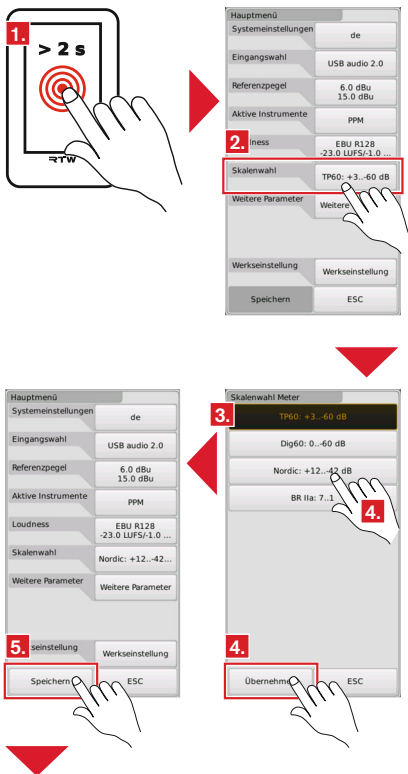 1.
> 2 s
RTW
Hauptmenü
Systemeinstellungen
de
Eingangswahl
USB audio 2.0
Referenzpegel
6.0 dBu
15.0 dBu
Aktive Instrumente
PPM
2.
ness
EBU R128
-23.0 LUFS/-1.0 ...
Skalenwahl
TP60: +3..-60 dB
Weitere Parameter
Weitere
Werkseinstellung
Werkseinstellung
Speichern
ESC
Skalenwahl Meter
3.
TP60: +3..-60 dB
Dig60: 0..-60 dB
Nordic: +12..-42 dB
BR IIa: 7..1
4.
4.
Übernehme
ESC
Hauptmenü
Systemeinstellungen
de
Eingangswahl
USB audio 2.0
Referenzpegel
6.0 dBu
15.0 dBu
Aktive Instrumente
PPM
Loudness
EBU R128
-23.0 LUFS/-1.0 ...
Skalenwahl
Nordic: +12..-42...
Weitere Parameter
Weitere Parameter
5.
seinstellung
Werkseinstellung
Speichern
ESC